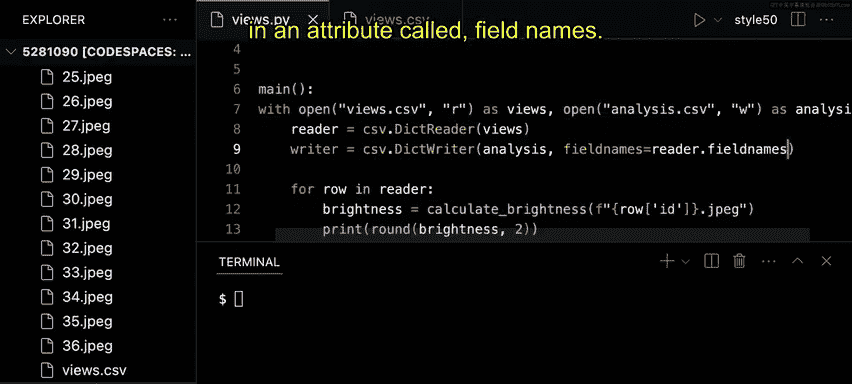 EXPLORER
views.py
views.csv
style50
in an attribute called, field names.
5281090 [CODESPACES: ...
25.jpeg
26.jpeg
27.jpeg
28.jpeg
29.jpeg
30.jpeg
31.jpeg
32.jpeg
33.jpeg
34.jpeg
35.jpeg
36.jpeg
views.csv
4
5
6 main():
7 with open("views.csv", "r") as views, open("analysis.csv", "w") as analysi
8 reader = csv.DictReader(views)
9 writer = csv.DictWriter(analysis, fieldnames=reader.fieldnames)
10
11 for row in reader:
12 brightness = calculate_brightness(f"{row['id']}.jpeg")
13 print(round(brightness, 2))
TERMINAL
$